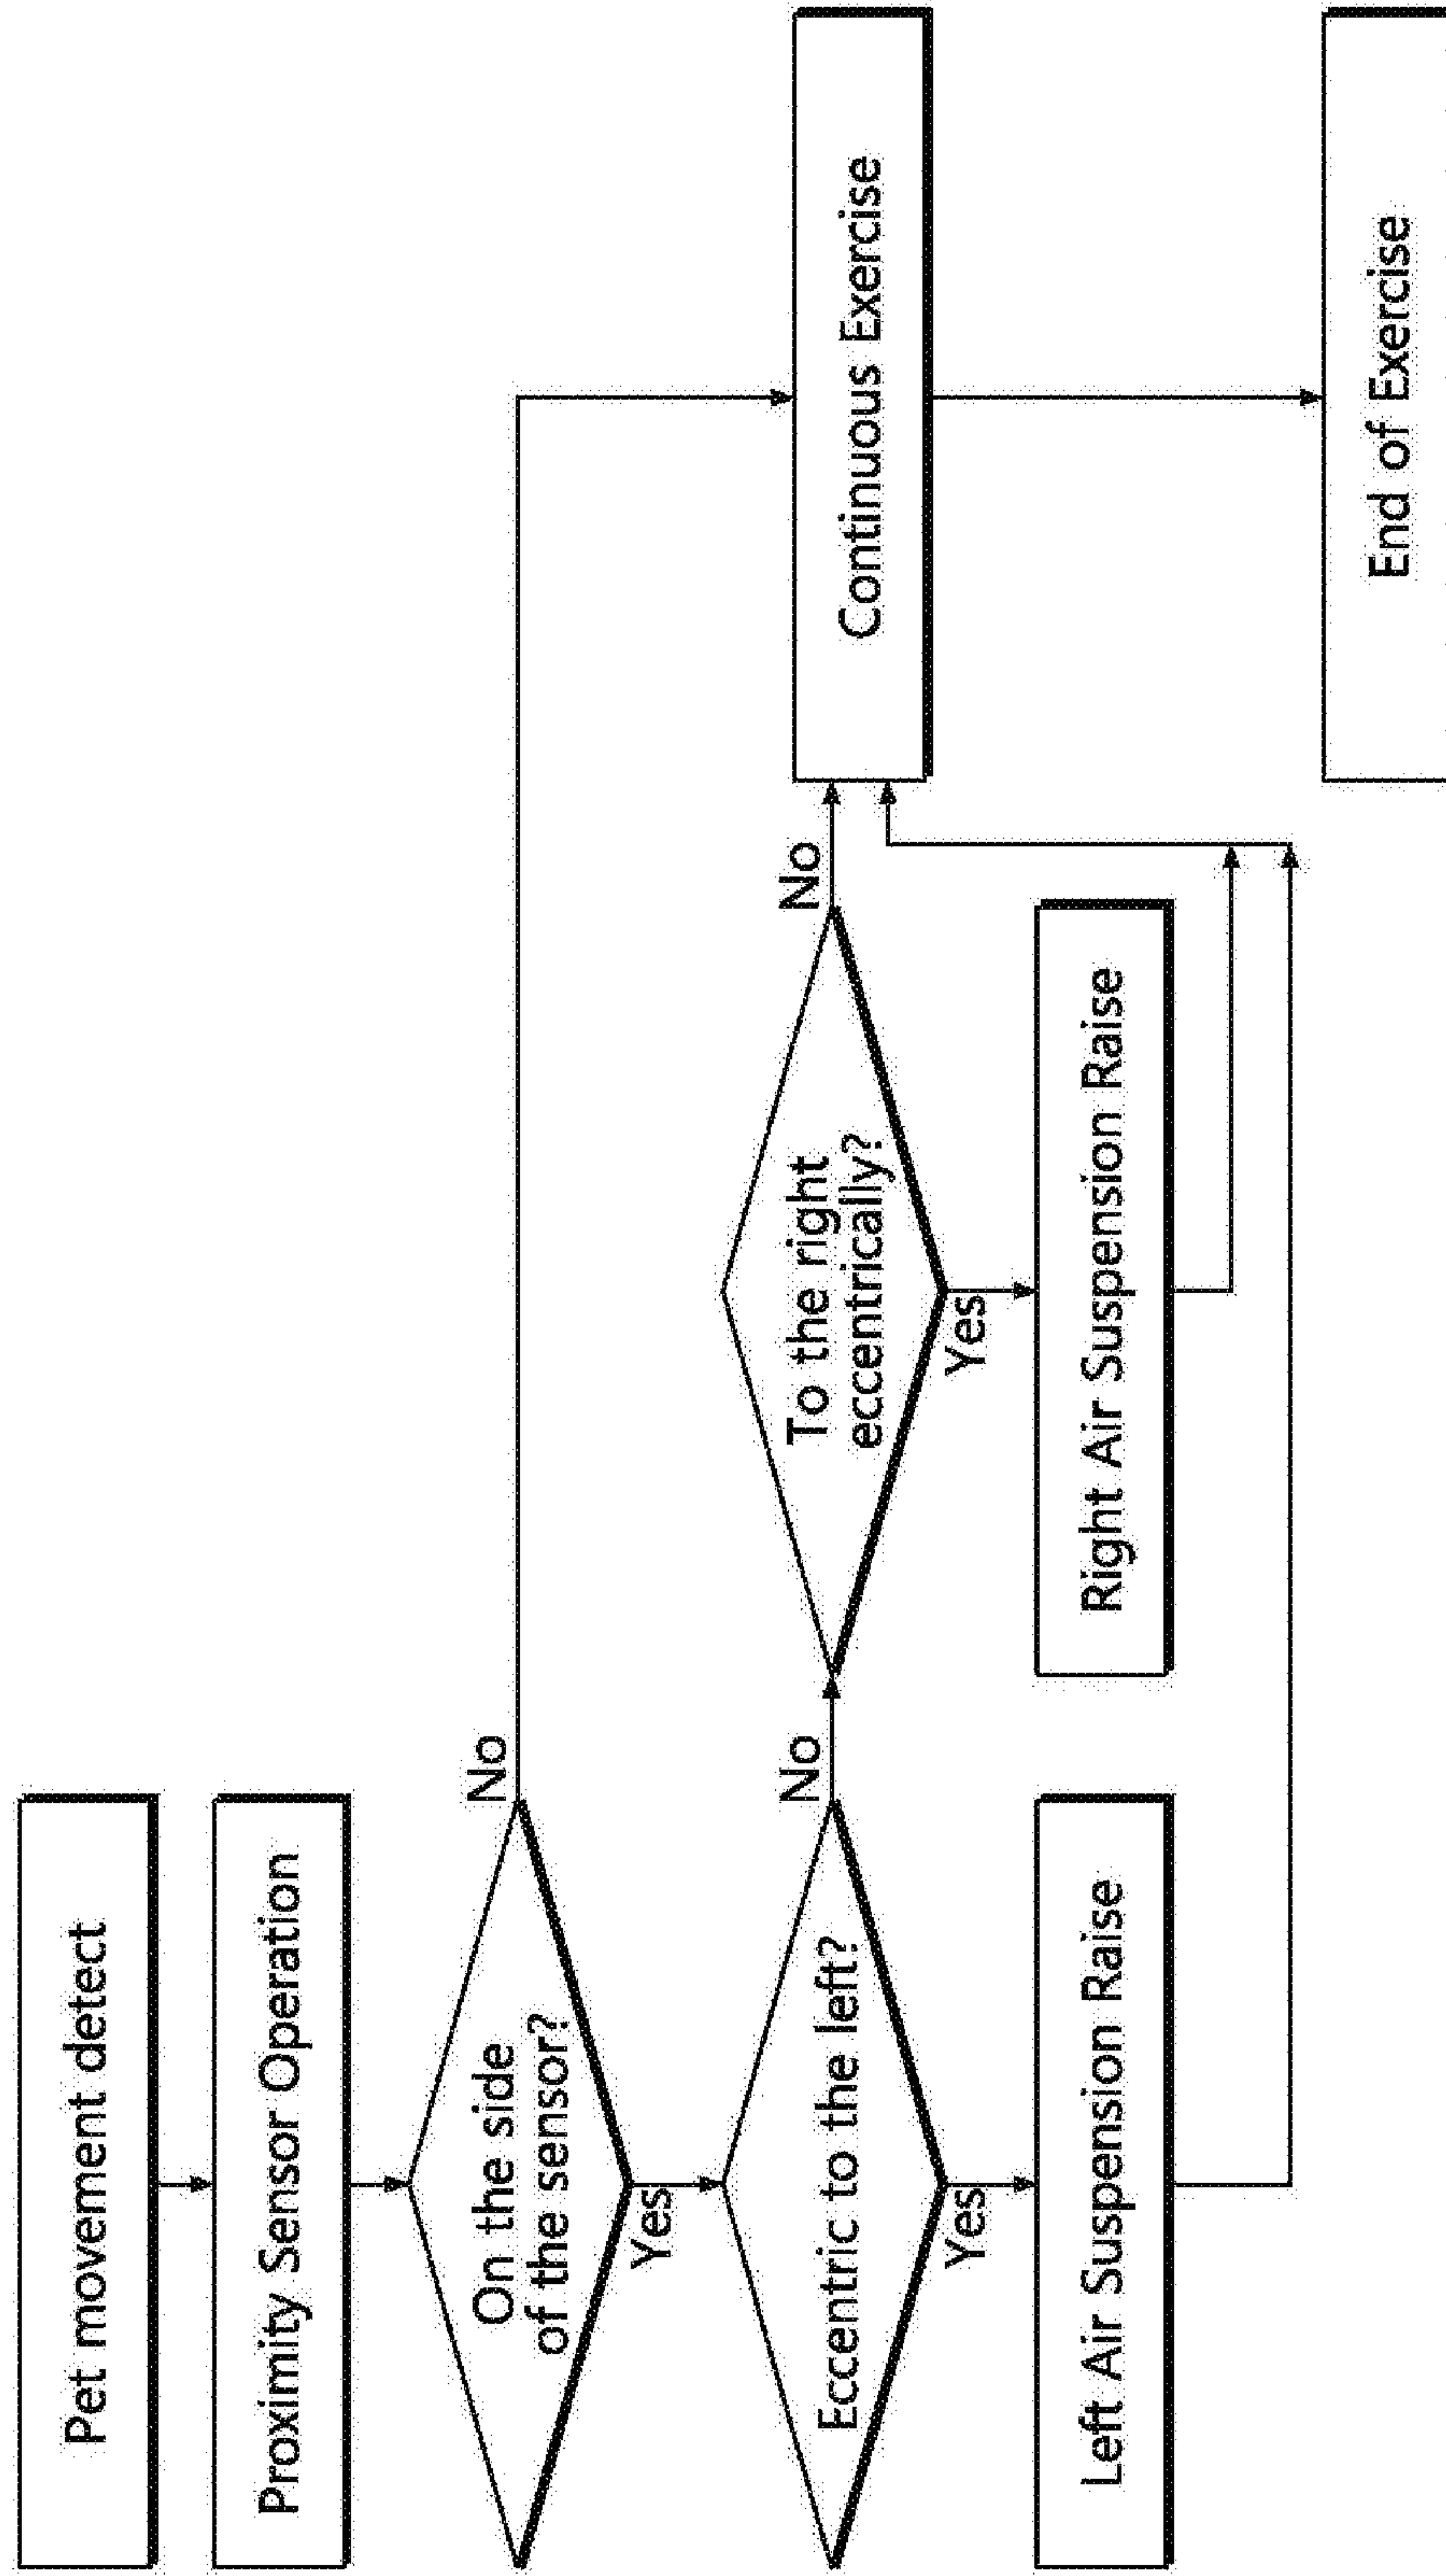 Pet movement detect
Proximity Sensor Operation
On the side
of the sensor?
No
Yes
Eccentric to the left?
No
Yes
To the right
eccentrically?
No
Yes
Left Air Suspension Raise
Right Air Suspension Raise
Continuous Exercise
End of Exercise